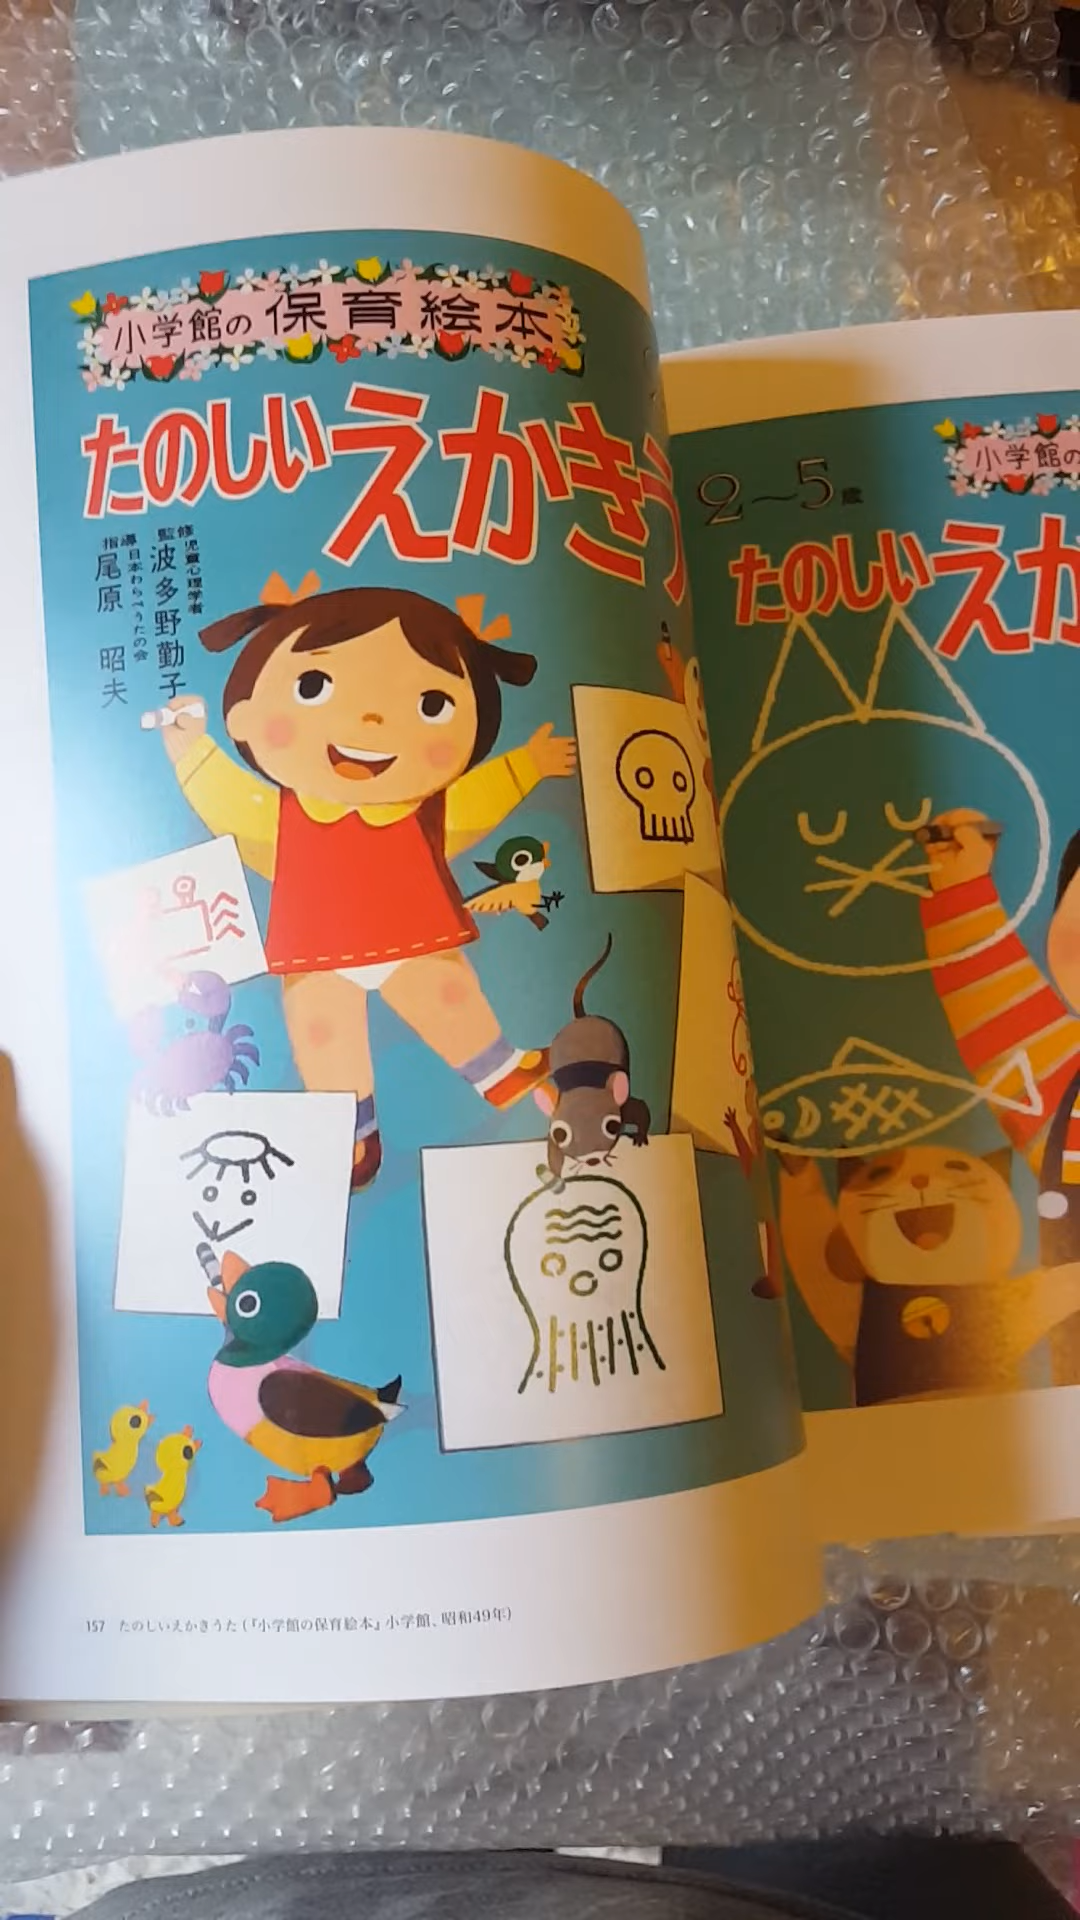 小学館の保育絵本
たのしいえかきう
監修
児童心理学者
波多野勤子
指導
日本わらべうたの会
尾原昭夫
157 たのしいえかきうた(『小学館の保育絵本』小学館、昭和49年)
小学館の
2〜5歳
たのしいえか